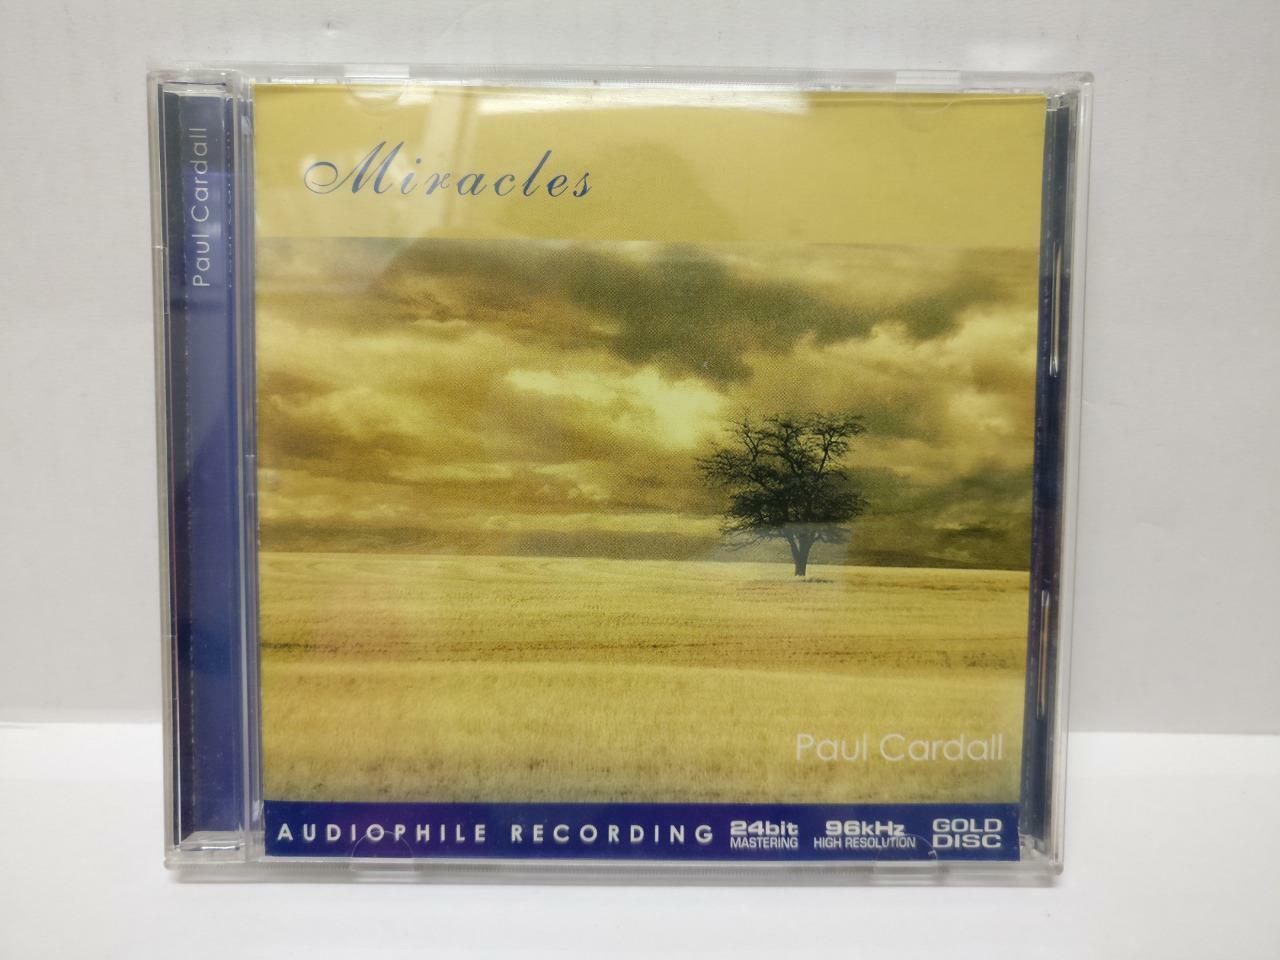 Paul Cardall
Miracles
Paul Cardall
AUDIOPHILE RECORDING
24bit
MASTERING
96kHz
HIGH RESOLUTION
GOLD
DISC